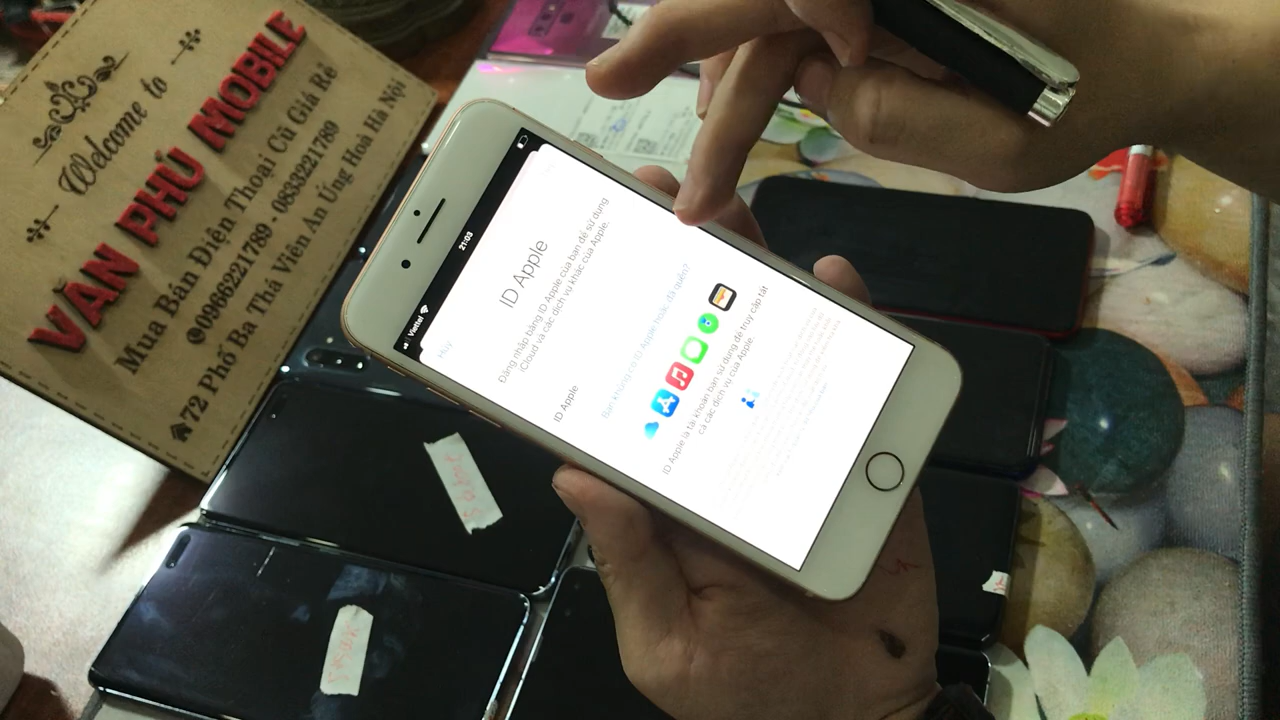 Welcome to
VĂN PHÚ MOBILE
Mua Bán Điện Thoại Cũ Giá Rẻ
0966221789 - 0833221789
72 Phố Ba Thá Viên An Ứng Hoà Hà Nội
Viettel
21:03
Huỷ
ID Apple
Đăng nhập bằng ID Apple của bạn để sử dụng
iCloud và các dịch vụ khác của Apple.
ID Apple
Bạn không có ID Apple hoặc đã quên?
ID Apple là tài khoản bạn sử dụng để truy cập tất
cả các dịch vụ của Apple.